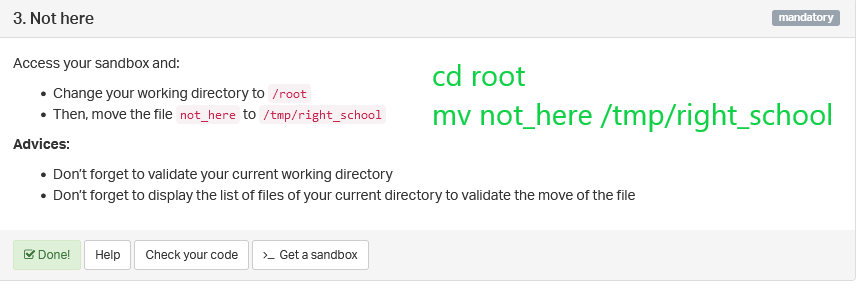 3. Not here
mandatory
Access your sandbox and:
Change your working directory to /root
Then, move the file not_here to /tmp/right_school
cd root
mv not_here /tmp/right_school
Advices:
Don't forget to validate your current working directory
Don't forget to display the list of files of your current directory to validate the move of the file
Done!
Help
Check your code
>_ Get a sandbox